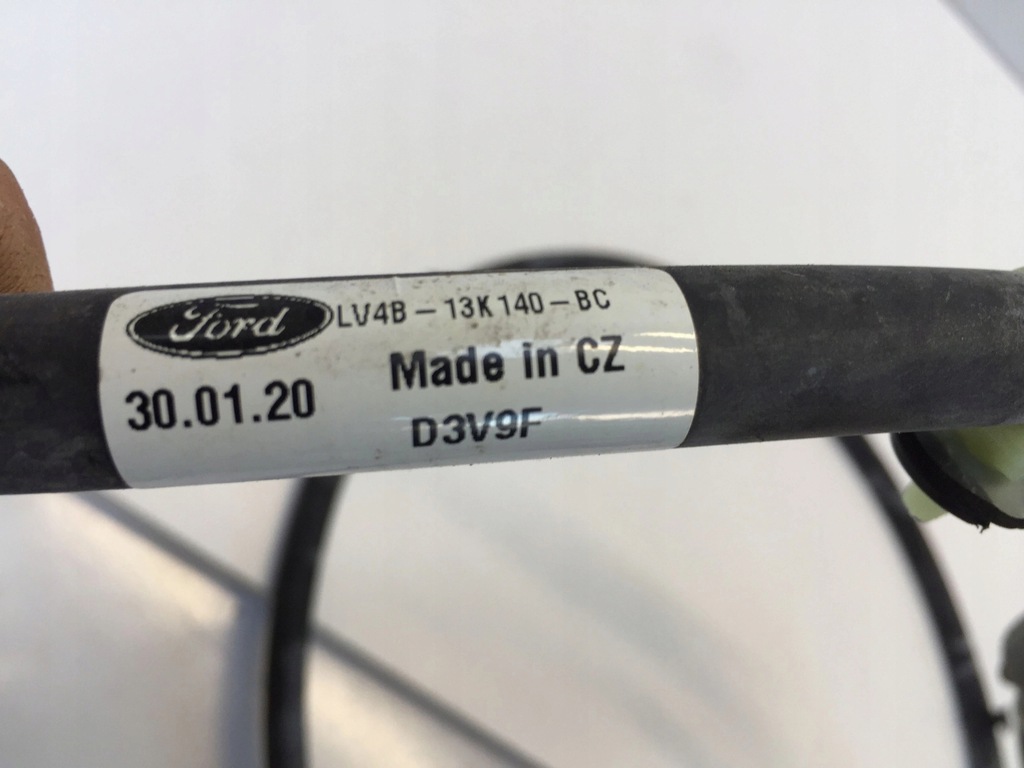 Ford LV4B-13K140-BC
30.01.20 Made in CZ
D3V9F